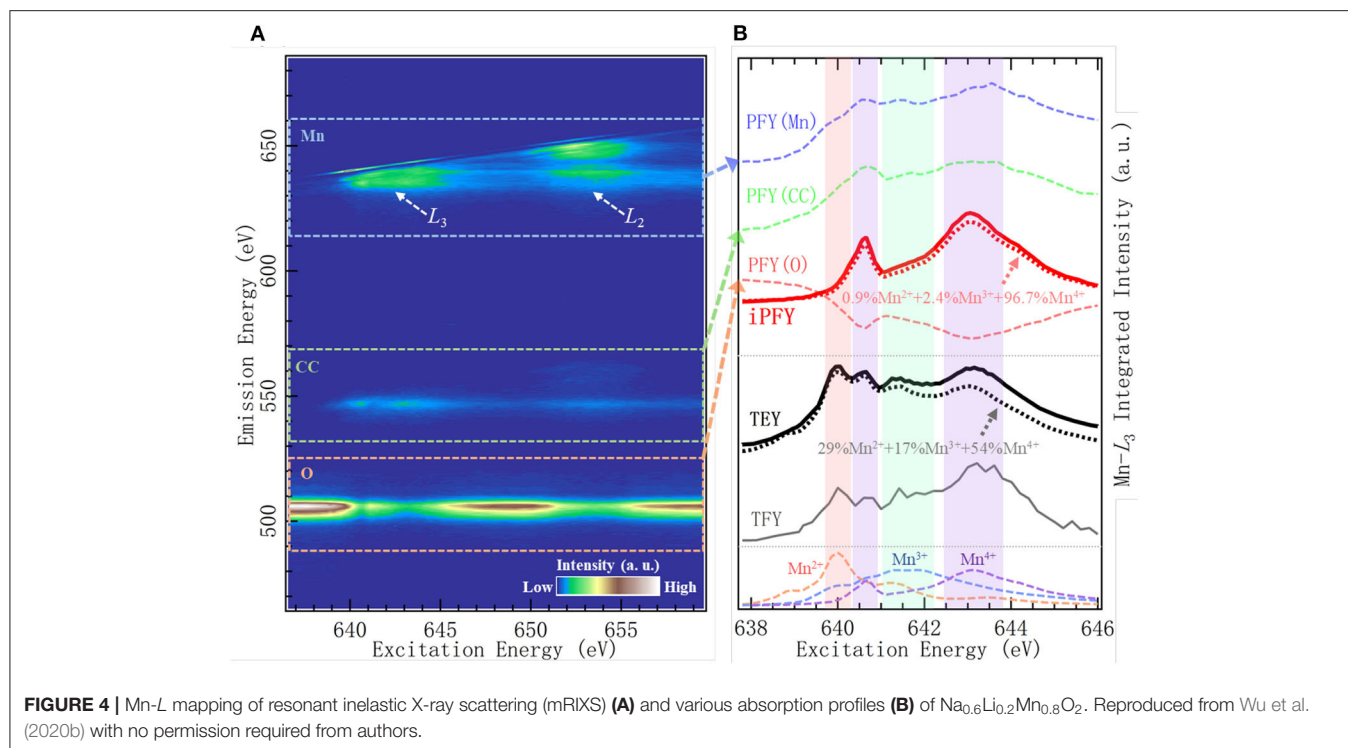 A
B
Mn
L₃
L₂
CC
O
Intensity (a. u.)
Low
High
650
600
550
500
Emission Energy (eV)
640
645
650
655
Excitation Energy (eV)
PFY(Mn)
PFY(CC)
PFY(O)
0.9%Mn²⁺+2.4%Mn³⁺+96.7%Mn⁴⁺
iPFY
TEY
29%Mn²⁺+17%Mn³⁺+54%Mn⁴⁺
TFY
Mn²⁺
Mn³⁺
Mn⁴⁺
638
640
642
644
646
Excitation Energy (eV)
Mn-L₃ Integrated Intensity (a. u.)
FIGURE 4 | Mn-L mapping of resonant inelastic X-ray scattering (mRIXS) (A) and various absorption profiles (B) of Na₀.₆Li₀.₂Mn₀.₈O₂. Reproduced from Wu et al.
(2020b) with no permission required from authors.